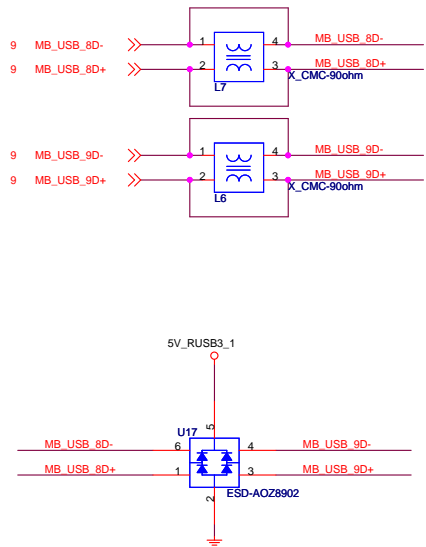 9 MB_USB_8D- 1 4 MB_USB_8D-
9 MB_USB_8D+ 2 3 MB_USB_8D+
L7 X_CMC-90ohm
9 MB_USB_9D- 1 4 MB_USB_9D-
9 MB_USB_9D+ 2 3 MB_USB_9D+
L6 X_CMC-90ohm
5V_RUSB3_1
U17 5
MB_USB_8D- 6 4 MB_USB_9D-
MB_USB_8D+ 1 3 MB_USB_9D+
2 ESD-AOZ8902